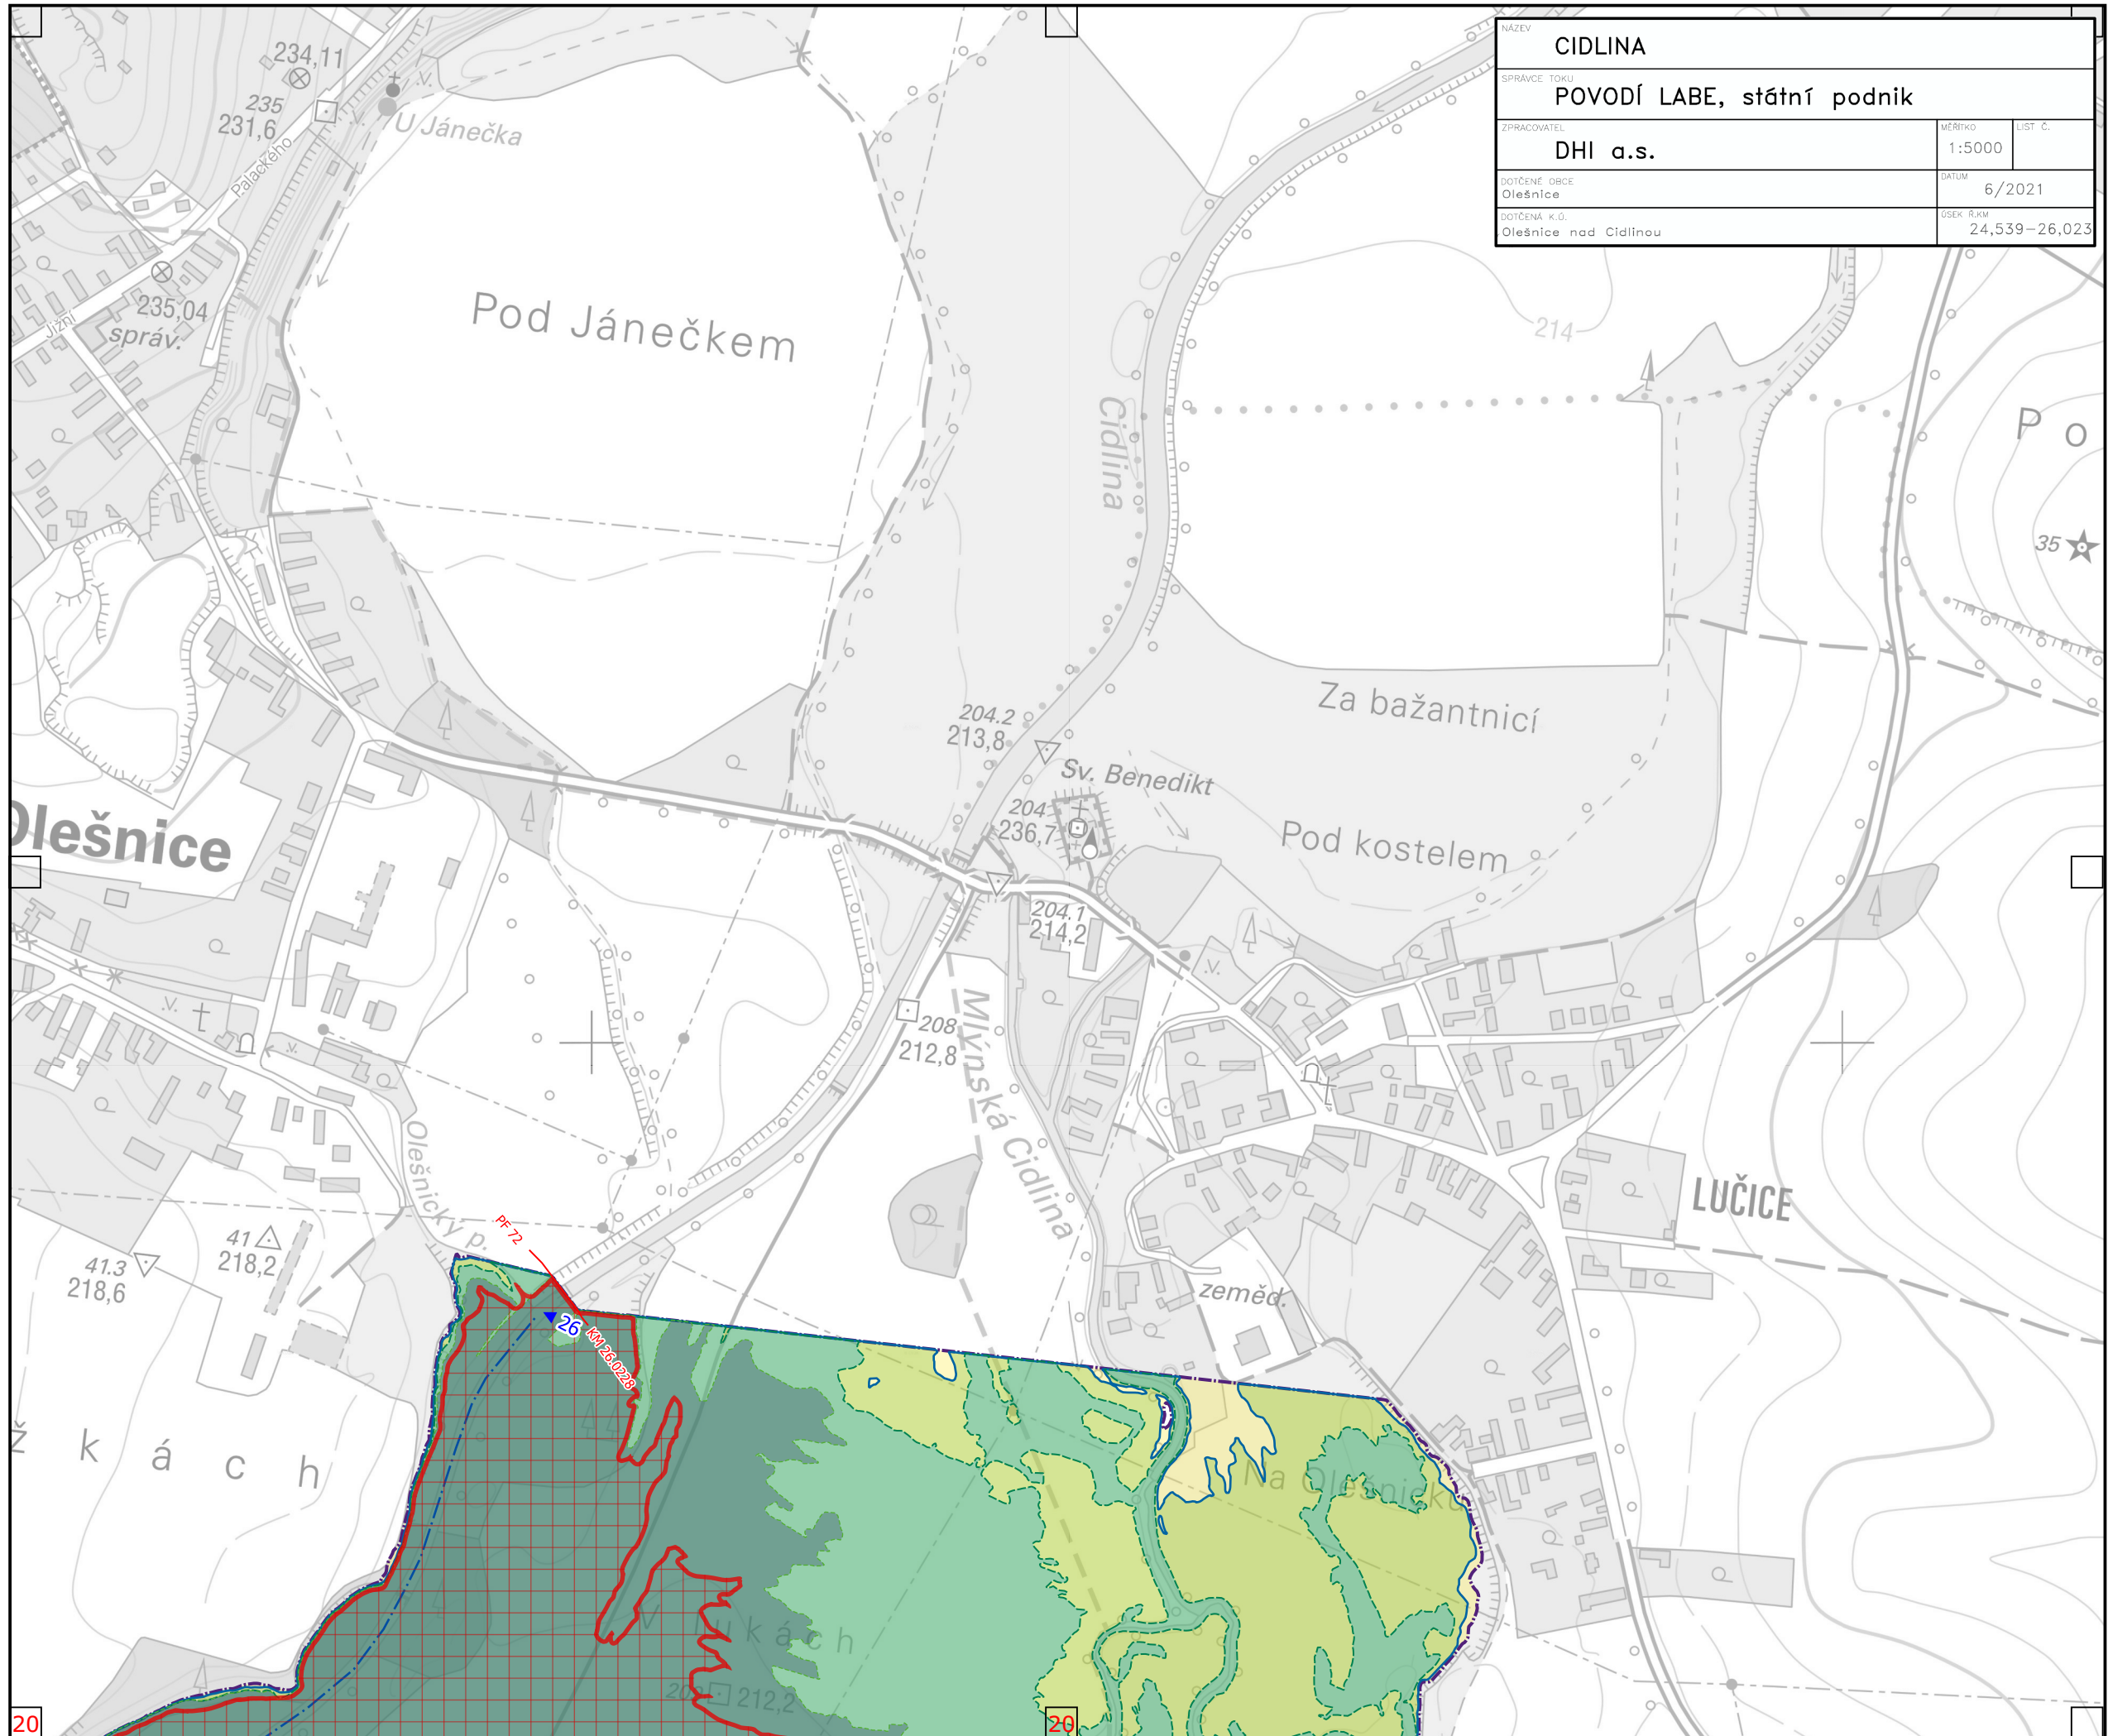 NÁZEV
CIDLINA
SPRÁVCE TOKU
POVODÍ LABE, státní podnik
ZPRACOVATEL
DHI a.s.
MĚŘÍTKO
1:5000
LIST Č.
DOTČENÉ OBCE
Olešnice
DATUM
6/2021
DOTČENÁ K.Ú.
Olešnice nad Cidlinou
ÚSEK Ř.KM
24,539-26,023
234,11
235
231,6
.v.
U Jánečka
Palackého
235,04
správ.
Jižní
Pod Jánečkem
Cidlina
214
P o
35
204.2
213,8
Za bažantnicí
Sv. Benedikt
204
236,7
Pod kostelem
Olešnice
204.1
214,2
.v.
v.
v.
208
212,8
Mlýnská Cidlina
Olešnický p.
LUČICE
41
218,2
41.3
218,6
PF 72
zeměd.
26
KM 26.0228
ž k á c h
Na Olešnicku
V lukách
212,2
20
20